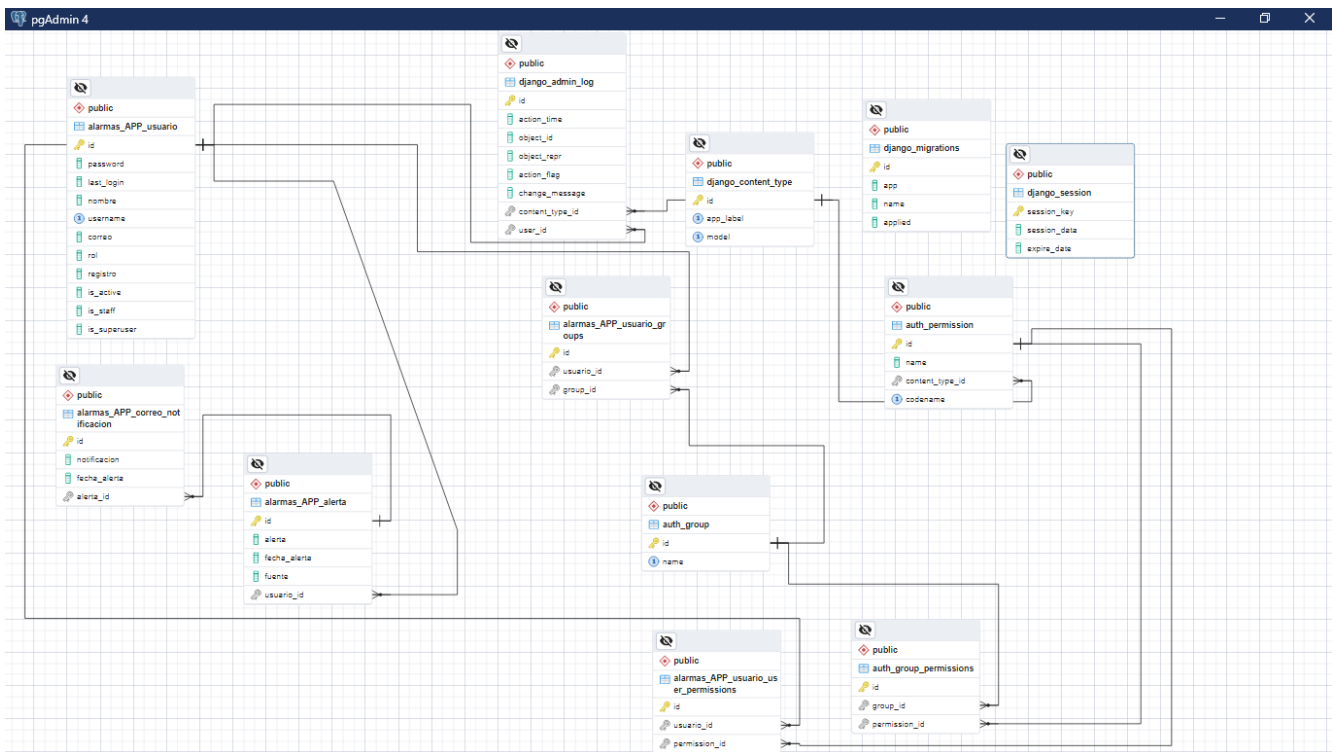 pgAdmin 4
public
alarmas_APP_usuario
id
password
last_login
nombre
username
correo
rol
registro
is_active
is_staff
is_superuser
public
alarmas_APP_correo_not
ificacion
id
notificacion
fecha_alerta
alerta_id
public
alarmas_APP_alerta
id
alerta
fecha_alerta
fuente
usuario_id
public
django_admin_log
id
action_time
object_id
object_repr
action_flag
change_message
content_type_id
user_id
public
django_content_type
id
app_label
model
public
django_migrations
id
app
name
applied
public
django_session
session_key
session_data
expire_date
public
alarmas_APP_usuario_gr
oups
id
usuario_id
group_id
public
auth_permission
id
name
content_type_id
codename
public
auth_group
id
name
public
alarmas_APP_usuario_us
er_permissions
id
usuario_id
permission_id
public
auth_group_permissions
id
group_id
permission_id